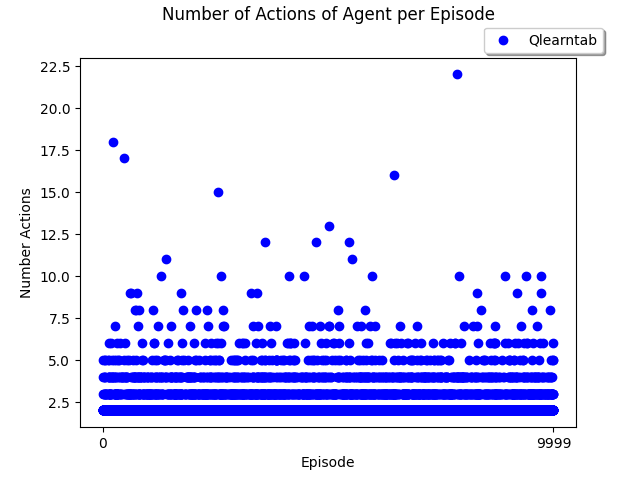 Number of Actions of Agent per Episode
Qlearntab
22.5
20.0
17.5
15.0
12.5
10.0
7.5
5.0
2.5
Number Actions
0 9999
Episode